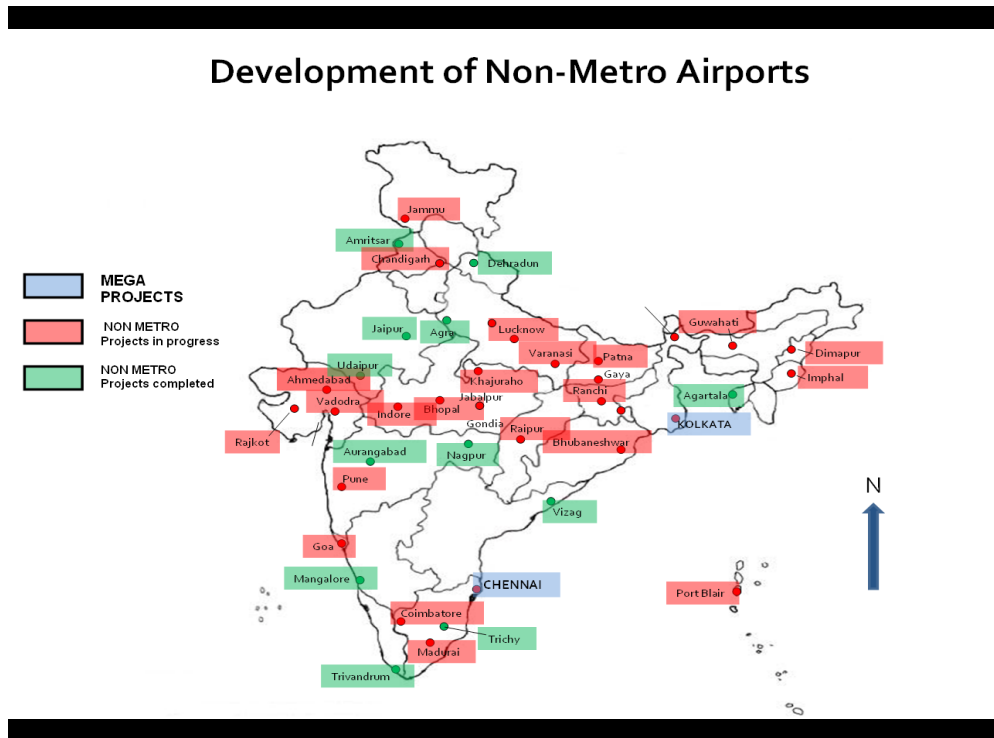 Development of Non-Metro Airports
MEGA
PROJECTS
NON METRO
Projects in progress
NON METRO
Projects completed
Jammu
Amritsar
Chandigarh
Dehradun
Jaipur
Agra
Lucknow
Guwahati
Varanasi
Patna
Dimapur
Udaipur
Gaya
Ahmedabad
Khajuraho
Imphal
Ranchi
Agartala
Vadodra
Jabalpur
Indore
Bhopal
Gondia
KOLKATA
Rajkot
Raipur
Bhubaneshwar
Aurangabad
Nagpur
Pune
N
Vizag
Goa
Mangalore
CHENNAI
Port Blair
Coimbatore
Trichy
Madurai
Trivandrum